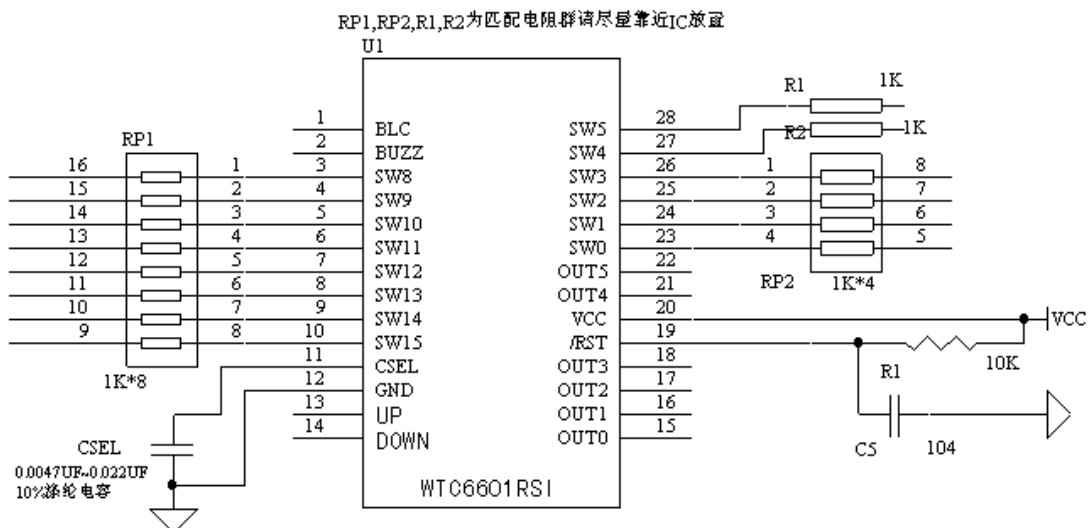 RP1,RP2,R1,R2为匹配电阻群请尽量靠近IC放置
U1
R1 1K
1 BLC SW5 28
R2 1K
RP1 2 BUZZ SW4 27
16 1 3 SW8 SW3 26 1 8
15 2 4 SW9 SW2 25 2 7
14 3 5 SW10 SW1 24 3 6
13 4 6 SW11 SW0 23 4 5
12 5 7 SW12 OUT5 22
11 6 8 SW13 OUT4 21 RP2 1K*4
10 7 9 SW14 VCC 20 VCC
9 8 10 SW15 /RST 19
1K*8 11 CSEL OUT3 18 R1 10K
12 GND OUT2 17
13 UP OUT1 16
14 DOWN OUT0 15
CSEL C5 104
0.0047UF~0.022UF
10%涤纶电容
WTC6601RSI